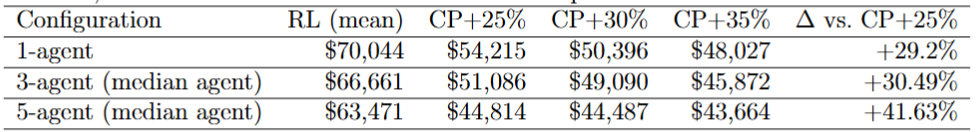 Configuration RL (mean) CP+25% CP+30% CP+35% Δ vs. CP+25%
1-agent $70,044 $54,215 $50,396 $48,027 +29.2%
3-agent (median agent) $66,661 $51,086 $49,090 $45,872 +30.49%
5-agent (median agent) $63,471 $44,814 $44,487 $43,664 +41.63%